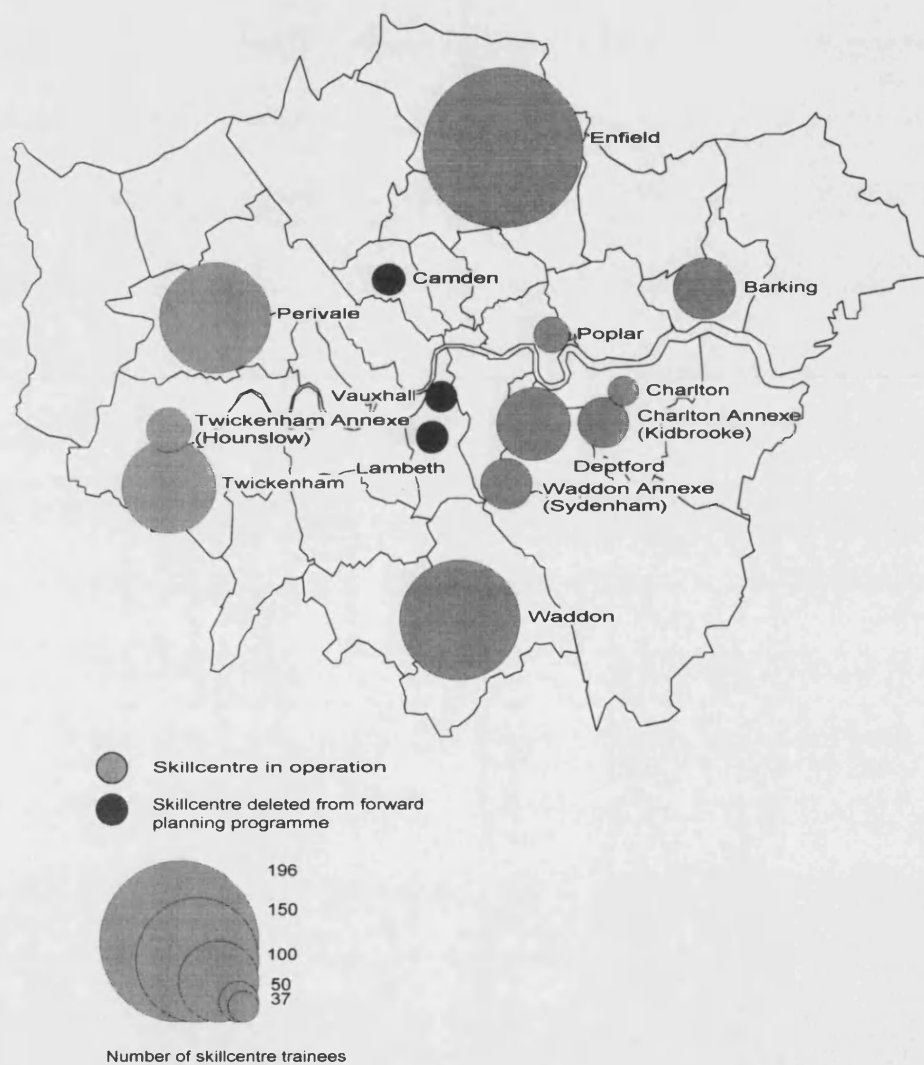 Enfield
Camden
Barking
Perivale
Poplar
Vauxhall
Charlton
Twickenham Annexe
(Hounslow)
Charlton Annexe
(Kidbrooke)
Lambeth
Deptford
Twickenham
Waddon Annexe
(Sydenham)
Waddon
Skillcentre in operation
Skillcentre deleted from forward
planning programme
196
150
100
50
37
Number of skillcentre trainees